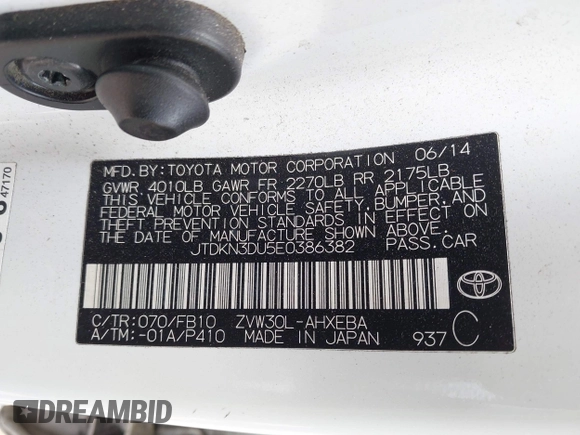 MFD. BY: TOYOTA MOTOR CORPORATION 06/14
GVWR 4010LB GAWR FR 2270LB RR 2175LB
THIS VEHICLE CONFORMS TO ALL APPLICABLE
FEDERAL MOTOR VEHICLE SAFETY, BUMPER, AND
THEFT PREVENTION STANDARDS IN EFFECT ON
THE DATE OF MANUFACTURE SHOWN ABOVE.
JTDKN3DU5E0386382 PASS. CAR
C/TR: 070/FB10 ZVW30L-AHXEBA
A/TM: -01A/P410 MADE IN JAPAN 937 C
TOYOTA
47170
DREAMBID